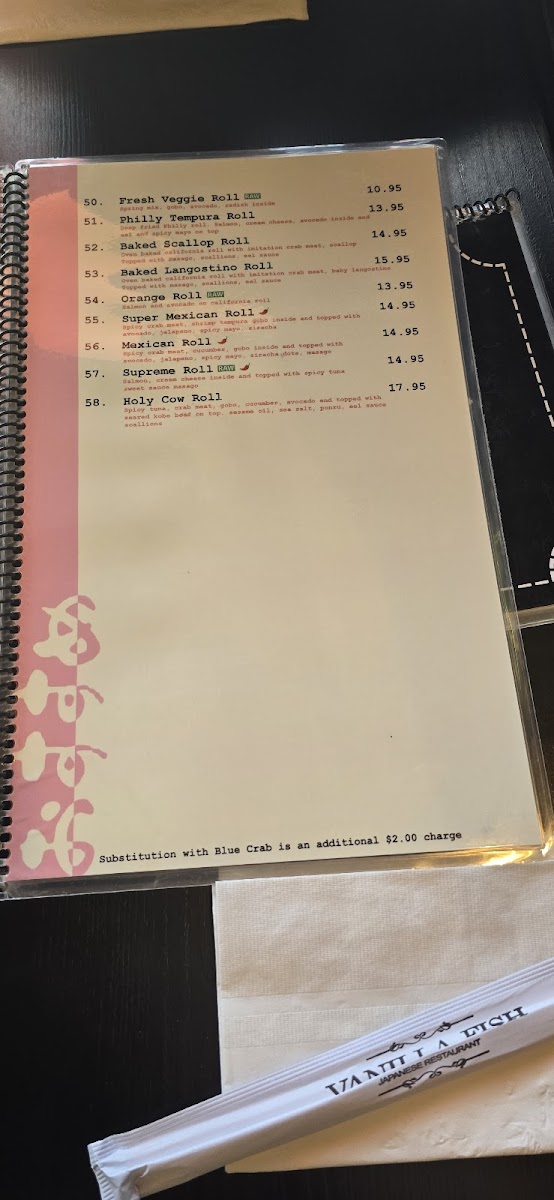 50. Fresh Veggie Roll RAW 10.95
Spring mix, gobo, avocado, radish inside
51. Philly Tempura Roll 13.95
Deep fried Philly roll. Salmon, cream cheese, avocado inside and
eel and spicy mayo on top
52. Baked Scallop Roll 14.95
Oven baked california roll with imitation crab meat, scallop
Topped with masago, scallions, eel sauce
53. Baked Langostino Roll 15.95
Oven baked california roll with imitation crab meat, baby langostino
Topped with masago, scallions, eel sauce
54. Orange Roll RAW 13.95
Salmon and avocado on california roll
55. Super Mexican Roll 14.95
Spicy crab meat, shrimp tempura gobo inside and topped with
avocado, jalapeno, spicy mayo, siracha
56. Mexican Roll 14.95
Spicy crab meat, cucumber, gobo inside and topped with
avocado, jalapeno, spicy mayo, siracha dots, masago
57. Supreme Roll RAW 14.95
Salmon, cream cheese inside and topped with spicy tuna
sweet sauce masago
58. Holy Cow Roll 17.95
Spicy tuna, crab meat, gobo, cucumber, avocado and topped with
seared kobe beef on top. sesame oil, sea salt, ponzu, eel sauce
scallions
おすすめ
Substitution with Blue Crab is an additional $2.00 charge
VANILLA FISH
JAPANESE RESTAURANT